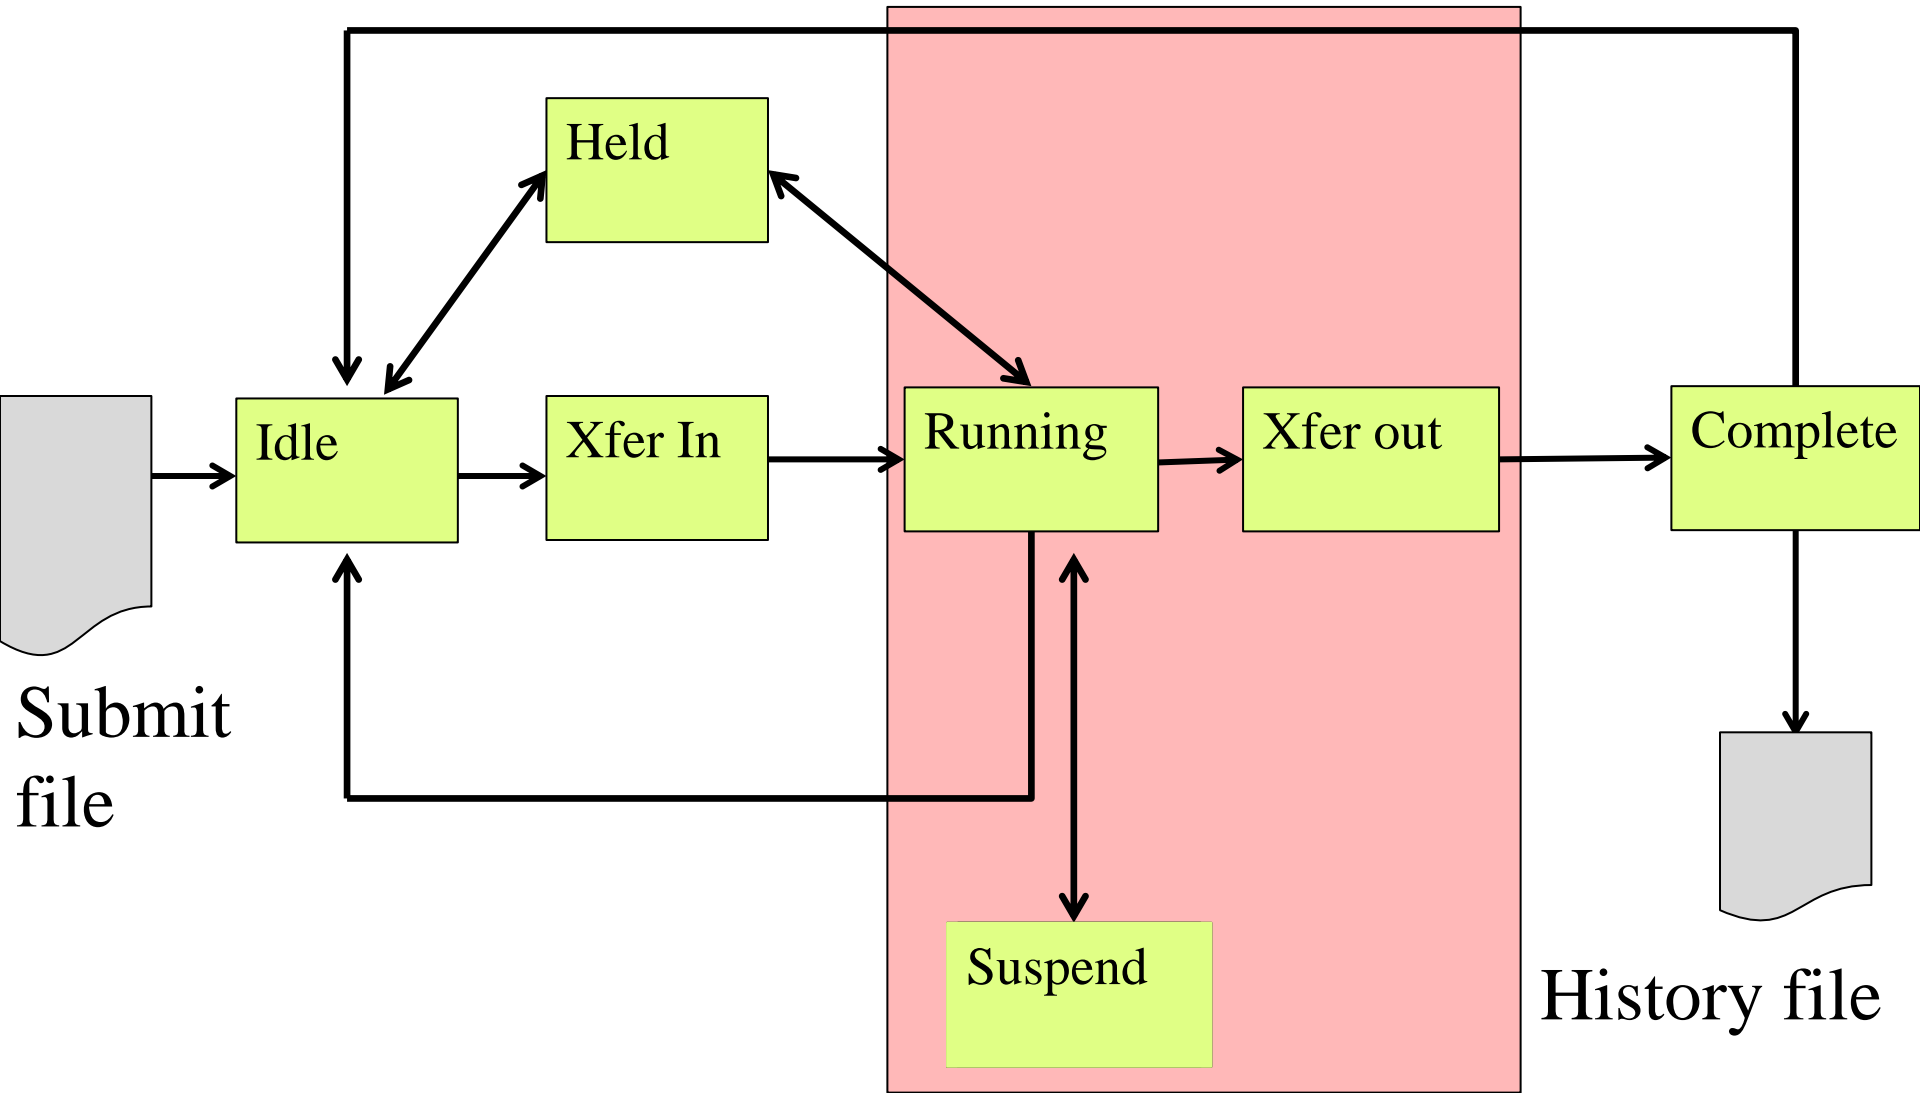 Held
Idle
Xfer In
Running
Xfer out
Complete
Submit
file
Suspend
History file